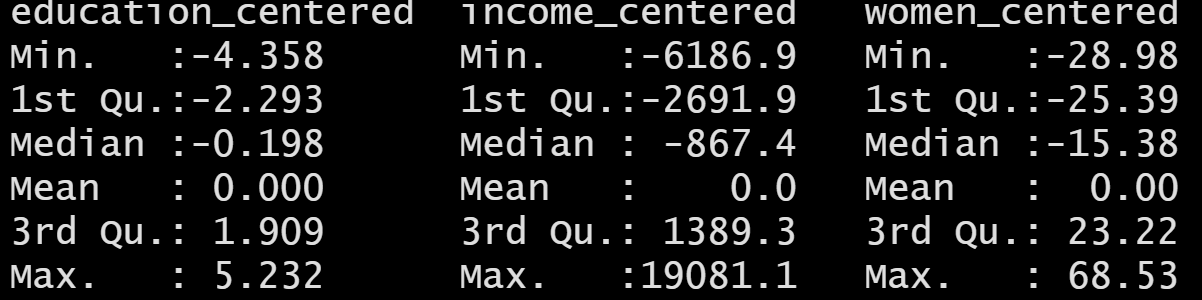 education_centered  income_centered   women_centered
Min.   :-4.358      Min.   :-6186.9   Min.   :-28.98
1st Qu.:-2.293      1st Qu.:-2691.9   1st Qu.:-25.39
Median :-0.198      Median : -867.4   Median :-15.38
Mean   : 0.000      Mean   :    0.0   Mean   :  0.00
3rd Qu.: 1.909      3rd Qu.: 1389.3   3rd Qu.: 23.22
Max.   : 5.232      Max.   :19081.1   Max.   : 68.53